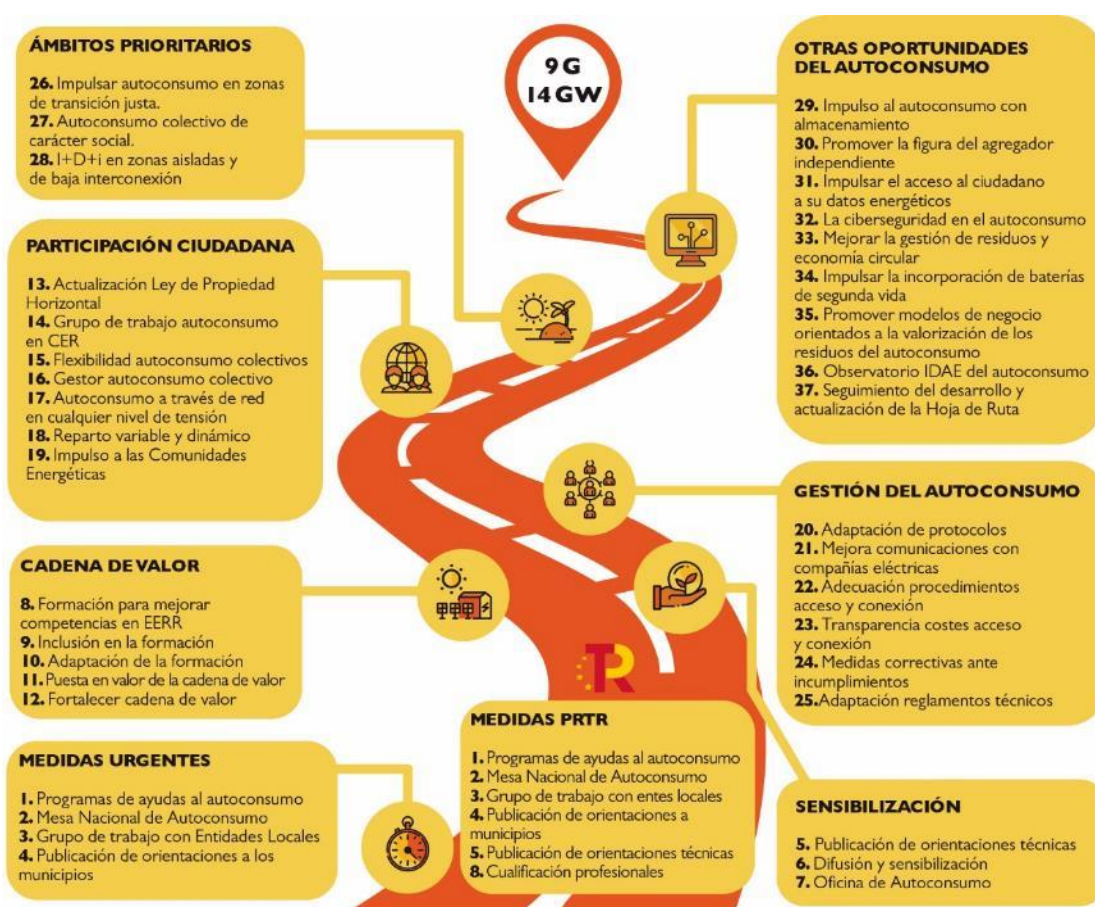 ÁMBITOS PRIORITARIOS
26. Impulsar autoconsumo en zonas
de transición justa.
27. Autoconsumo colectivo de
carácter social.
28. I+D+i en zonas aisladas y
de baja interconexión
9G
14GW
OTRAS OPORTUNIDADES
DEL AUTOCONSUMO
29. Impulso al autoconsumo con
almacenamiento
30. Promover la figura del agregador
independiente
31. Impulsar el acceso al ciudadano
a su datos energéticos
32. La ciberseguridad en el autoconsumo
33. Mejorar la gestión de residuos y
economía circular
34. Impulsar la incorporación de baterías
de segunda vida
35. Promover modelos de negocio
orientados a la valorización de los
residuos del autoconsumo
36. Observatorio IDAE del autoconsumo
37. Seguimiento del desarrollo y
actualización de la Hoja de Ruta
PARTICIPACIÓN CIUDADANA
13. Actualización Ley de Propiedad
Horizontal
14. Grupo de trabajo autoconsumo
en CER
15. Flexibilidad autoconsumo colectivos
16. Gestor autoconsumo colectivo
17. Autoconsumo a través de red
en cualquier nivel de tensión
18. Reparto variable y dinámico
19. Impulso a las Comunidades
Energéticas
GESTIÓN DEL AUTOCONSUMO
20. Adaptación de protocolos
21. Mejora comunicaciones con
compañías eléctricas
22. Adecuación procedimientos
acceso y conexión
23. Transparencia costes acceso
y conexión
24. Medidas correctivas ante
incumplimientos
25.Adaptación reglamentos técnicos
CADENA DE VALOR
8. Formación para mejorar
competencias en EERR
9. Inclusión en la formación
10. Adaptación de la formación
11. Puesta en valor de la cadena de valor
12. Fortalecer cadena de valor
TR
MEDIDAS URGENTES
1. Programas de ayudas al autoconsumo
2. Mesa Nacional de Autoconsumo
3. Grupo de trabajo con Entidades Locales
4. Publicación de orientaciones a los
municipios
MEDIDAS PRTR
1. Programas de ayudas al autoconsumo
2. Mesa Nacional de Autoconsumo
3. Grupo de trabajo con entes locales
4. Publicación de orientaciones a
municipios
5. Publicación de orientaciones técnicas
8. Cualificación profesionales
SENSIBILIZACIÓN
5. Publicación de orientaciones técnicas
6. Difusión y sensibilización
7. Oficina de Autoconsumo